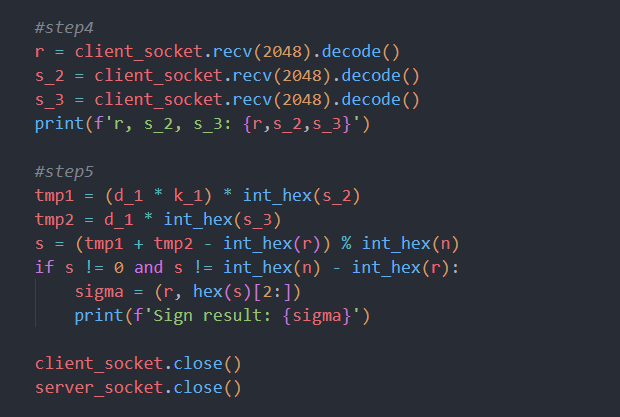 #step4
r = client_socket.recv(2048).decode()
s_2 = client_socket.recv(2048).decode()
s_3 = client_socket.recv(2048).decode()
print(f'r, s_2, s_3: {r,s_2,s_3}')
#step5
tmp1 = (d_1 * k_1) * int_hex(s_2)
tmp2 = d_1 * int_hex(s_3)
s = (tmp1 + tmp2 - int_hex(r)) % int_hex(n)
if s != 0 and s != int_hex(n) - int_hex(r):
    sigma = (r, hex(s)[2:])
    print(f'Sign result: {sigma}')
client_socket.close()
server_socket.close()